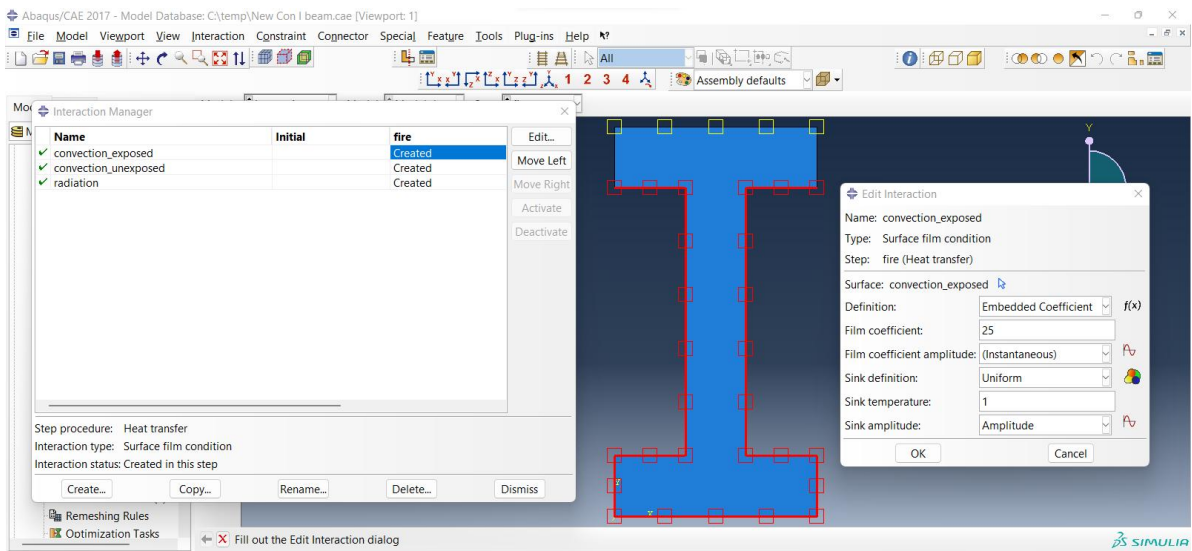 Abaqus/CAE 2017 - Model Database: C:\temp\New Con I beam.cae [Viewport: 1]
File Model Viewport View Interaction Constraint Connector Special Feature Tools Plug-ins Help
All
1 2 3 4 Assembly defaults
Interaction Manager
Name Initial fire
convection_exposed Created
convection_unexposed Created
radiation Created
Edit...
Move Left
Move Right
Activate
Deactivate
Step procedure: Heat transfer
Interaction type: Surface film condition
Interaction status: Created in this step
Create... Copy... Rename... Delete... Dismiss
Remeshing Rules
Optimization Tasks
Fill out the Edit Interaction dialog
Y
Edit Interaction
Name: convection_exposed
Type: Surface film condition
Step: fire (Heat transfer)
Surface: convection_exposed
Definition: Embedded Coefficient f(x)
Film coefficient: 25
Film coefficient amplitude: (Instantaneous)
Sink definition: Uniform
Sink temperature: 1
Sink amplitude: Amplitude
OK Cancel
SIMULIA